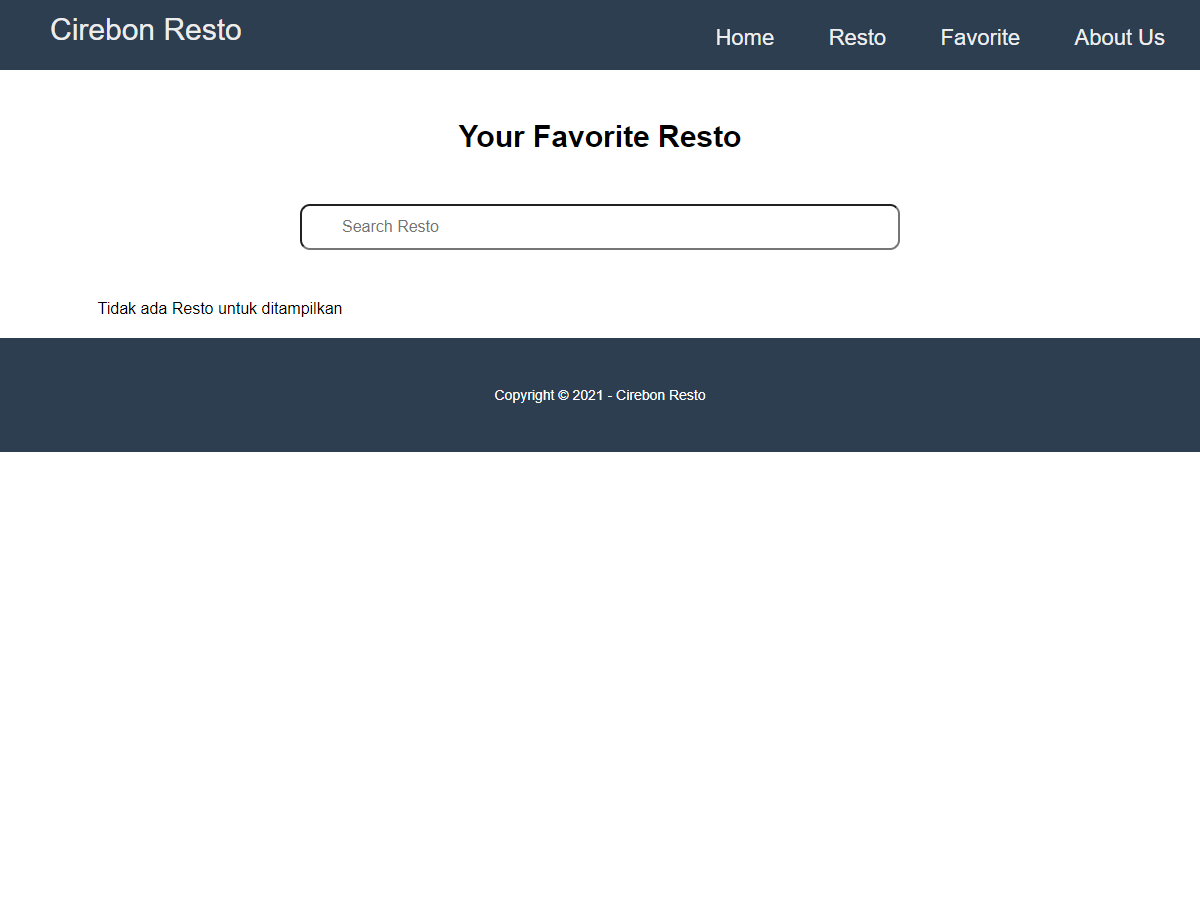 Cirebon Resto
Home Resto Favorite About Us
Your Favorite Resto
Search Resto
Tidak ada Resto untuk ditampilkan
Copyright © 2021 - Cirebon Resto